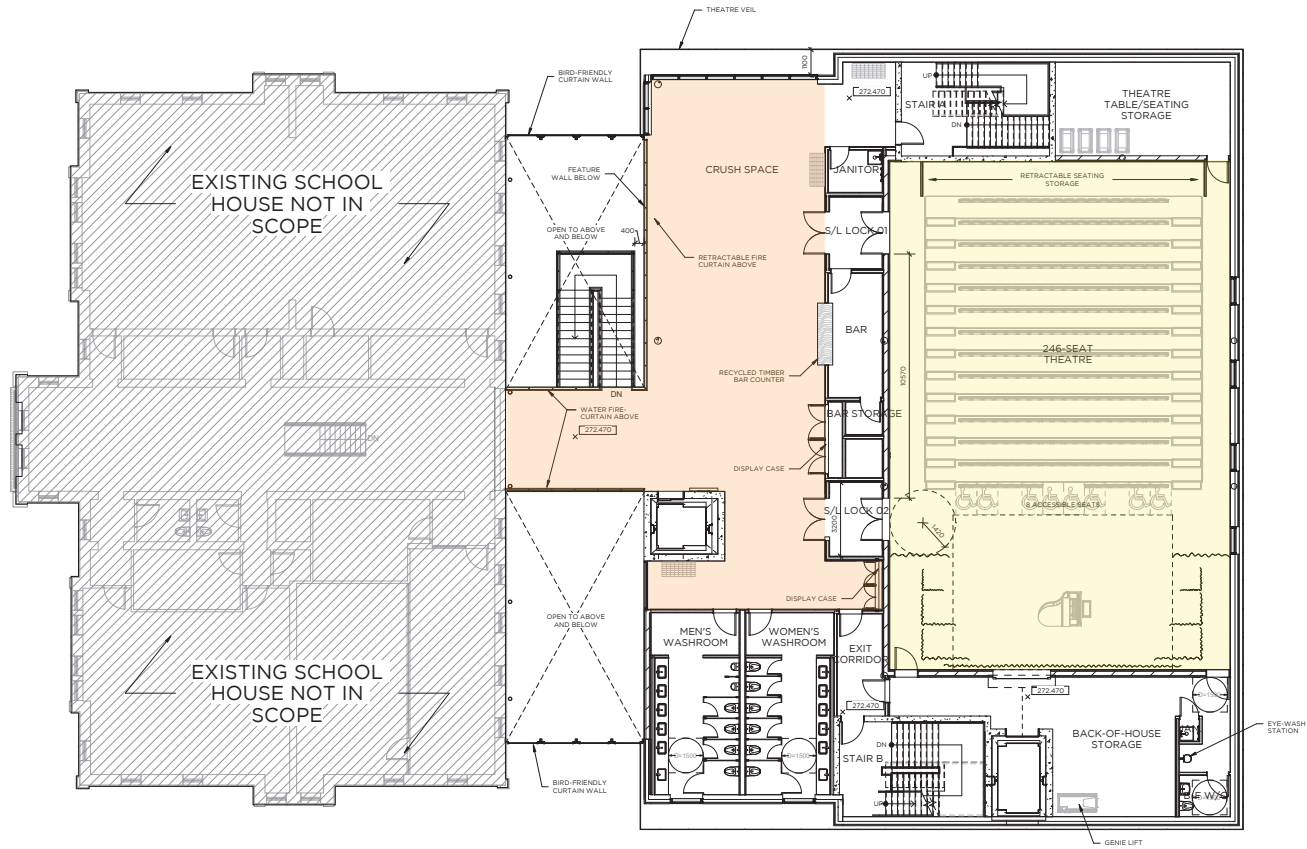 THEATRE VEIL
BIRD-FRIENDLY
CURTAIN WALL
1100
UP
272.470
STAIR A
DN
THEATRE
TABLE/SEATING
STORAGE
EXISTING SCHOOL
HOUSE NOT IN
SCOPE
FEATURE
WALL BELOW
CRUSH SPACE
JANITOR
RETRACTABLE SEATING
STORAGE
OPEN TO ABOVE
AND BELOW
400
S/L LOCK 01
RETRACTABLE FIRE
CURTAIN ABOVE
BAR
246-SEAT
THEATRE
RECYCLED TIMBER
BAR COUNTER
10570
DN
WATER FIRE-
CURTAIN ABOVE
272.470
BAR STORAGE
DN
DISPLAY CASE
S/L LOCK 02
3200
8 ACCESSIBLE SEATS
1420
DISPLAY CASE
OPEN TO ABOVE
AND BELOW
MEN'S
WASHROOM
WOMEN'S
WASHROOM
EXIT
CORRIDOR
EXISTING SCHOOL
HOUSE NOT IN
SCOPE
272.470
272.470
D=1500
BACK-OF-HOUSE
STORAGE
EYE-WASH
STATION
DN
STAIR B
D=1500
D=1500
BIRD-FRIENDLY
CURTAIN WALL
UP
GENIE LIFT